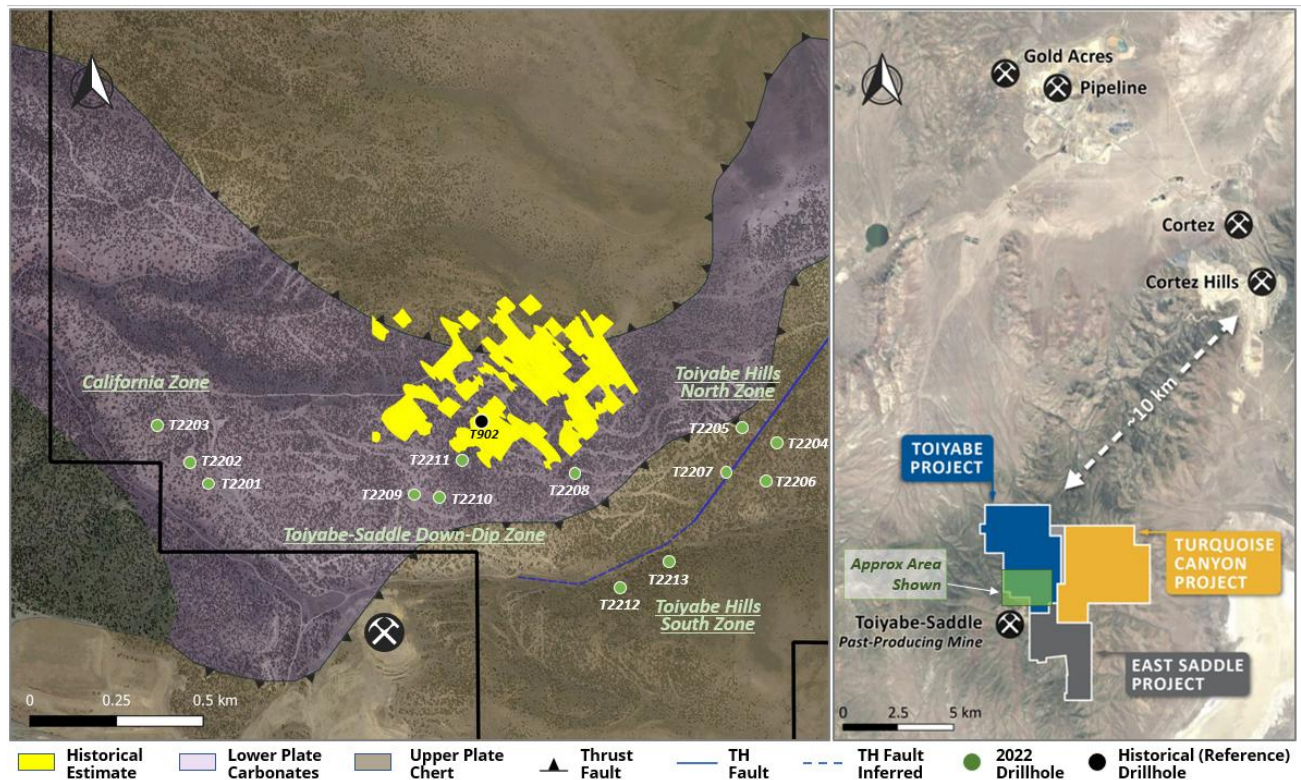 California Zone
T2203
T2202
T2201
T902
T2211
T2209
T2210
T2208
Toiyabe-Saddle Down-Dip Zone
Toiyabe Hills
North Zone
T2205
T2204
T2207
T2206
T2213
T2212
Toiyabe Hills
South Zone
0 0.25 0.5 km
Gold Acres
Pipeline
Cortez
Cortez Hills
~10 km
TOIYABE
PROJECT
TURQUOISE
CANYON
PROJECT
Approx Area
Shown
Toiyabe-Saddle
Past-Producing Mine
EAST SADDLE
PROJECT
0 2.5 5 km
Historical
Estimate
Lower Plate
Carbonates
Upper Plate
Chert
Thrust
Fault
TH
Fault
TH Fault
Inferred
2022
Drillhole
Historical (Reference)
Drillhole